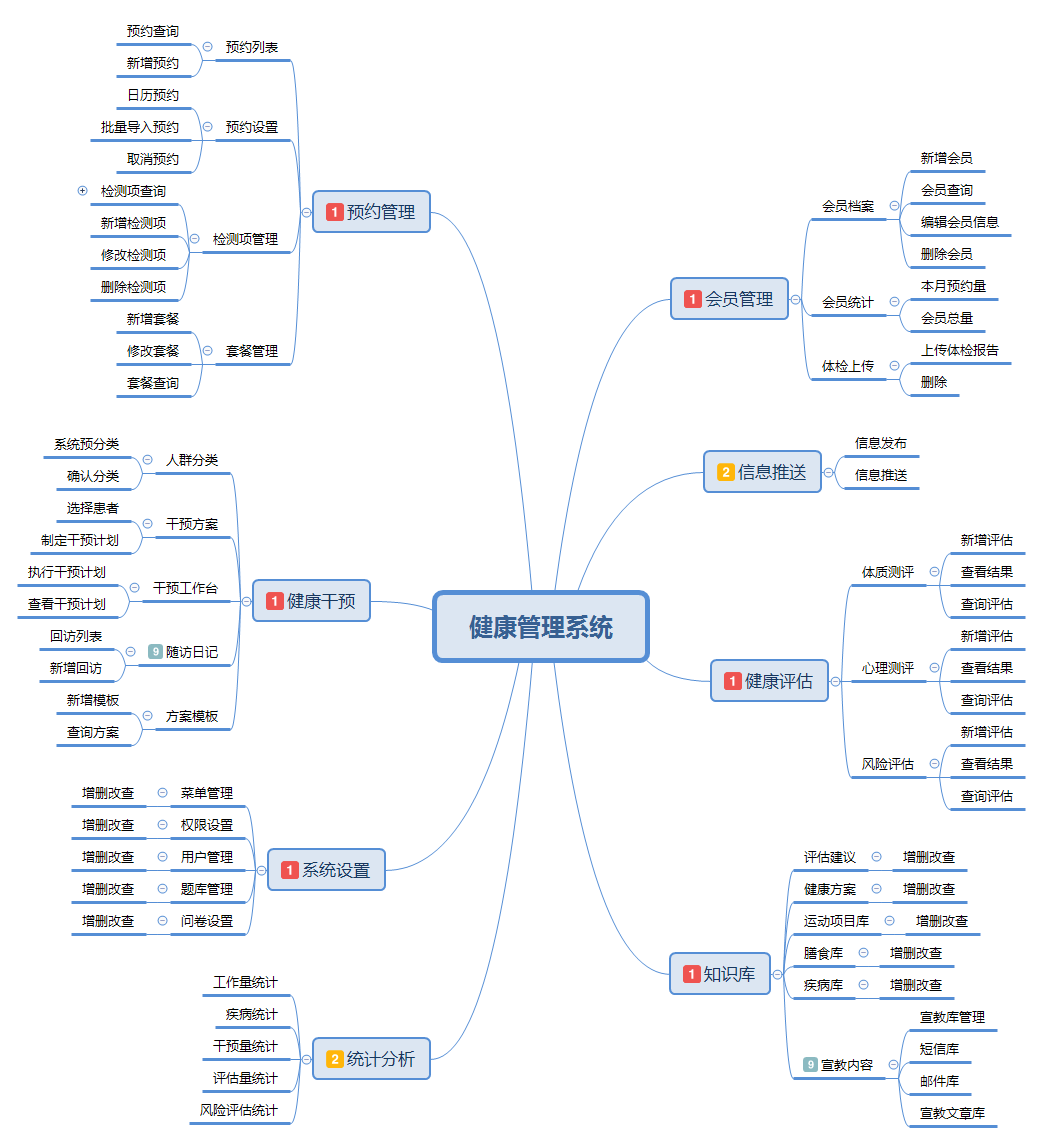 健康管理系统
1 会员管理
会员档案
新增会员
会员查询
编辑会员信息
删除会员
会员统计
本月预约量
会员总量
体检上传
上传体检报告
删除
2 信息推送
信息发布
信息推送
1 健康评估
体质测评
新增评估
查看结果
查询评估
心理测评
新增评估
查看结果
查询评估
风险评估
新增评估
查看结果
查询评估
1 知识库
评估建议
增删改查
健康方案
增删改查
运动项目库
增删改查
膳食库
增删改查
疾病库
增删改查
9 宣教内容
宣教库管理
短信库
邮件库
宣教文章库
1 预约管理
预约列表
预约查询
新增预约
预约设置
日历预约
批量导入预约
取消预约
检测项管理
检测项查询
新增检测项
修改检测项
删除检测项
套餐管理
新增套餐
修改套餐
套餐查询
1 健康干预
人群分类
系统预分类
确认分类
干预方案
选择患者
制定干预计划
干预工作台
执行干预计划
查看干预计划
9 随访日记
回访列表
新增回访
方案模板
新增模板
查询方案
1 系统设置
菜单管理
增删改查
权限设置
增删改查
用户管理
增删改查
题库管理
增删改查
问卷设置
增删改查
2 统计分析
工作量统计
疾病统计
干预量统计
评估量统计
风险评估统计